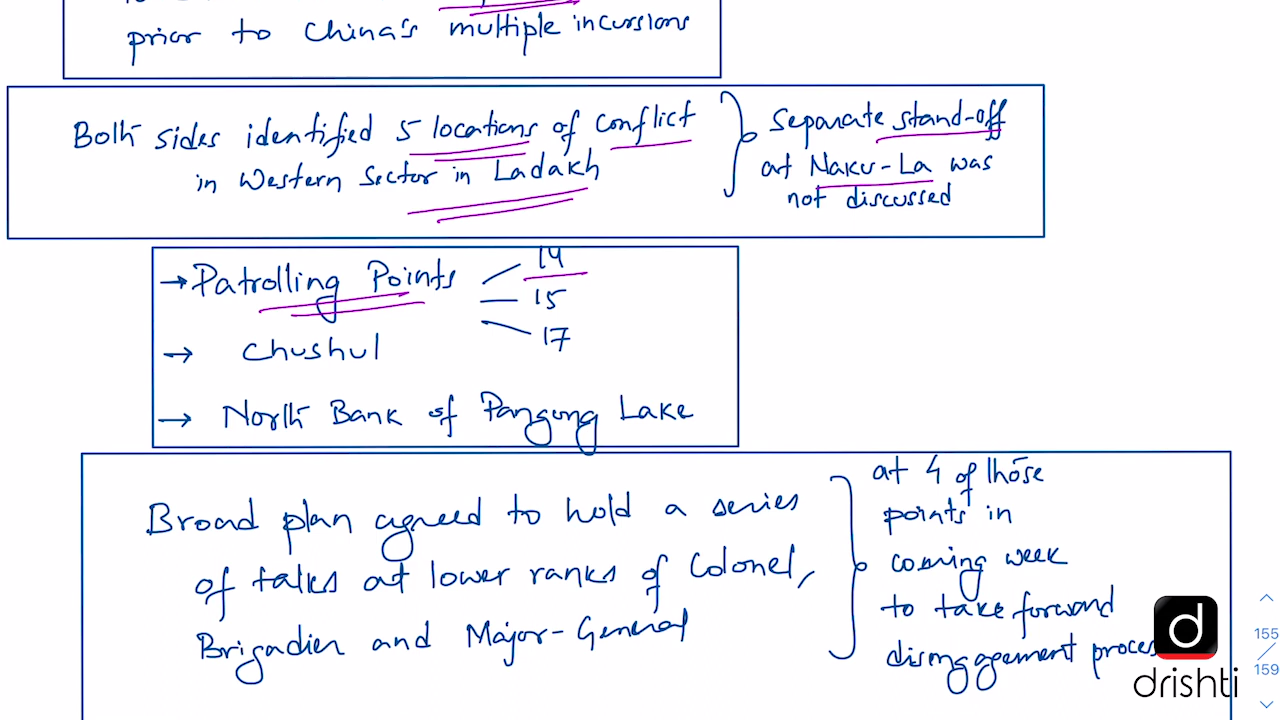 prior to China's multiple incursions
Both sides identified 5 locations of conflict
in Western Sector in Ladakh
Separate stand-off
at Naku-La was
not discussed
→ Patrolling Points
14
15
17
→ Chushul
→ North Bank of Pangong Lake
Broad plan agreed to hold a series
of talks at lower ranks of Colonel,
Brigadier and Major-General
at 4 of those
points in
coming week
to take forward
disengagement process
d
drishti
155
/
159